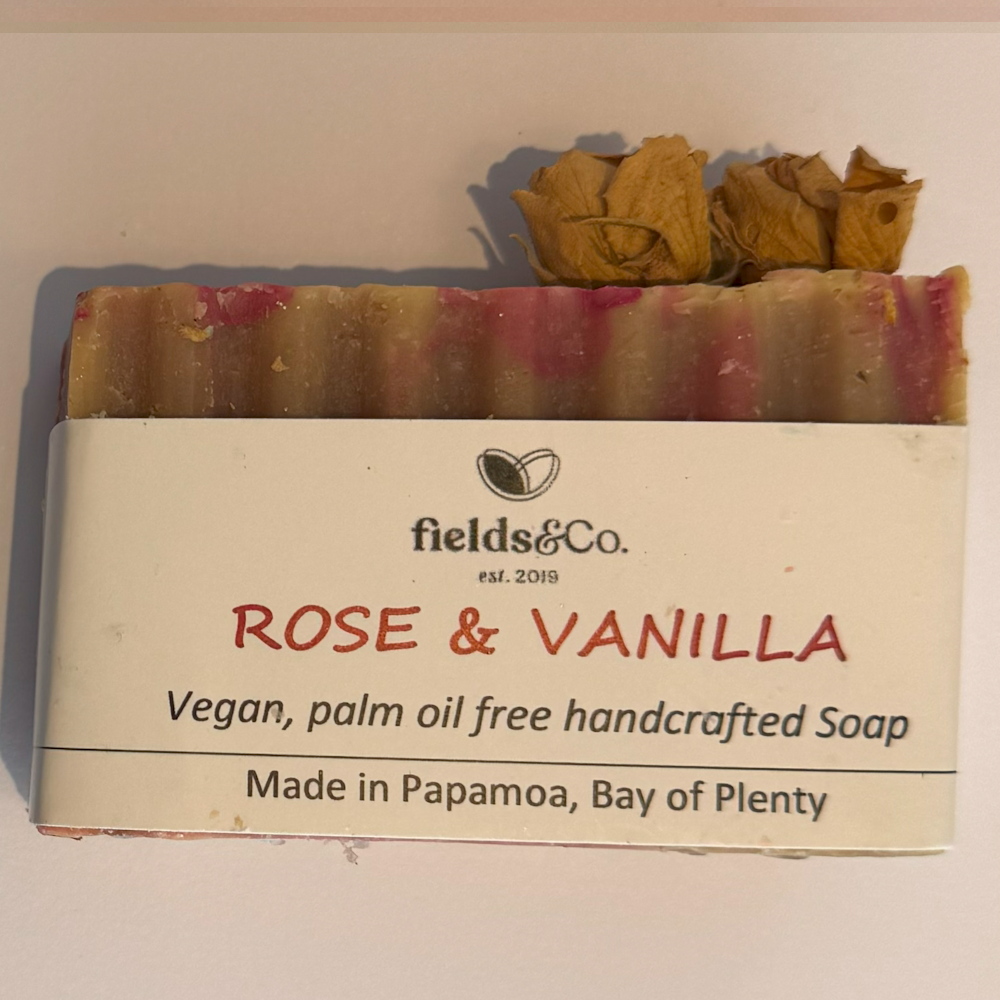 fields&Co.
est. 2019
ROSE & VANILLA
Vegan, palm oil free handcrafted Soap
Made in Papamoa, Bay of Plenty